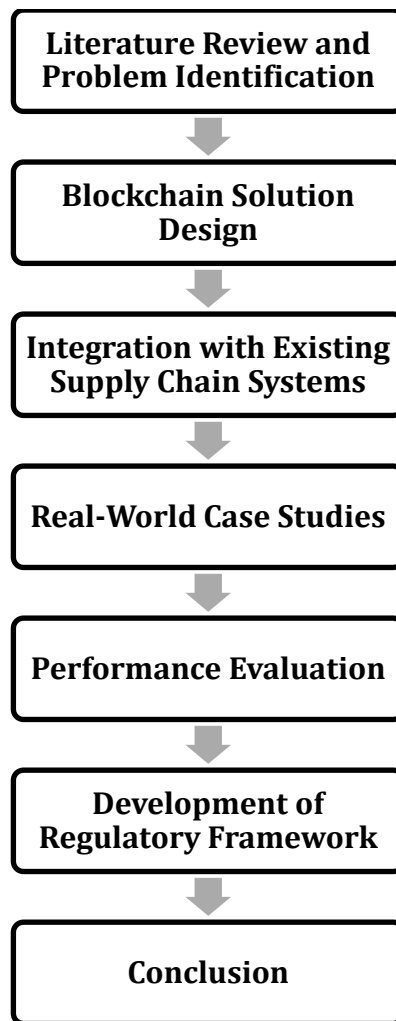 Literature Review and
Problem Identification
Blockchain Solution
Design
Integration with Existing
Supply Chain Systems
Real-World Case Studies
Performance Evaluation
Development of
Regulatory Framework
Conclusion